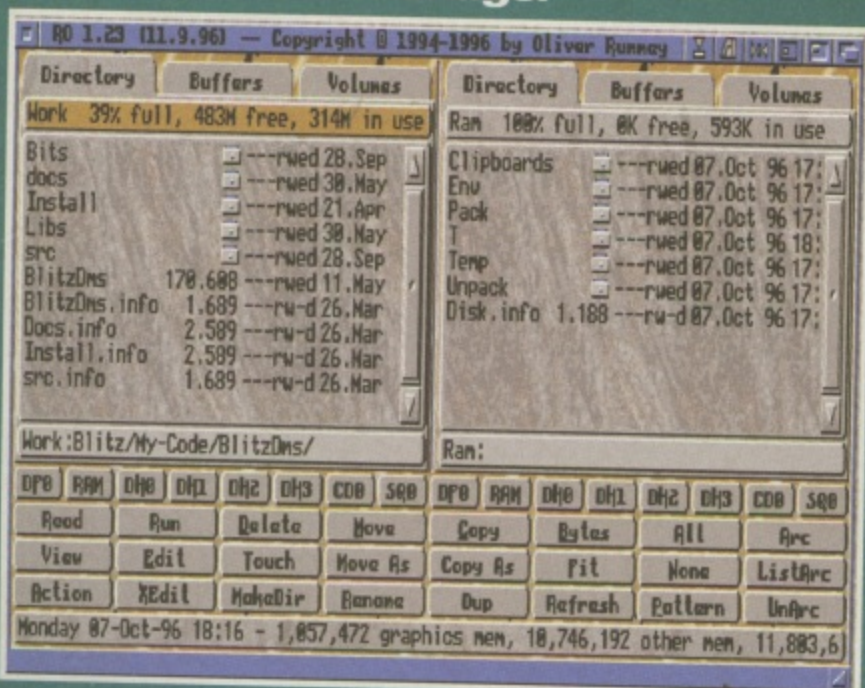 RO 1.23 (11.9.96) — Copyright © 1994-1996 by Oliver Rummey
Directory Buffers Volumes Directory Buffers Volumes
Work 39% full, 483M free, 314M in use
Ram 100% full, 0K free, 593K in use
Bits ---rwed 28.Sep
docs ---rwed 30.May
Install ---rwed 21.Apr
Libs ---rwed 30.May
src ---rwed 28.Sep
BlitzDms 170.608 ---rwed 11.May
BlitzDms.info 1.689 ---rw-d 26.Mar
Docs.info 2.589 ---rw-d 26.Mar
Install.info 2.589 ---rw-d 26.Mar
src.info 1.689 ---rw-d 26.Mar
Clipboards ---rwed 07.Oct 96 17:
Env ---rwed 07.Oct 96 17:
Pack ---rwed 07.Oct 96 17:
T ---rwed 07.Oct 96 18:
Temp ---rwed 07.Oct 96 17:
Unpack ---rwed 07.Oct 96 17:
Disk.info 1.188 ---rw-d 07.Oct 96 17:
Work:Blitz/My-Code/BlitzDms/
Ram:
DF0 RAM DH0 DH1 DH2 DH3 CD0 SQ0 DF0 RAM DH0 DH1 DH2 DH3 CD0 SQ0
Read Run Delete Move Copy Bytes All Arc
View Edit Touch Move As Copy As Fit None ListArc
Action XEdit MakeDir Rename Dup Refresh Pattern UnArc
Monday 07-Oct-96 18:16 - 1,057,472 graphics mem, 10,746,192 other mem, 11,803,6